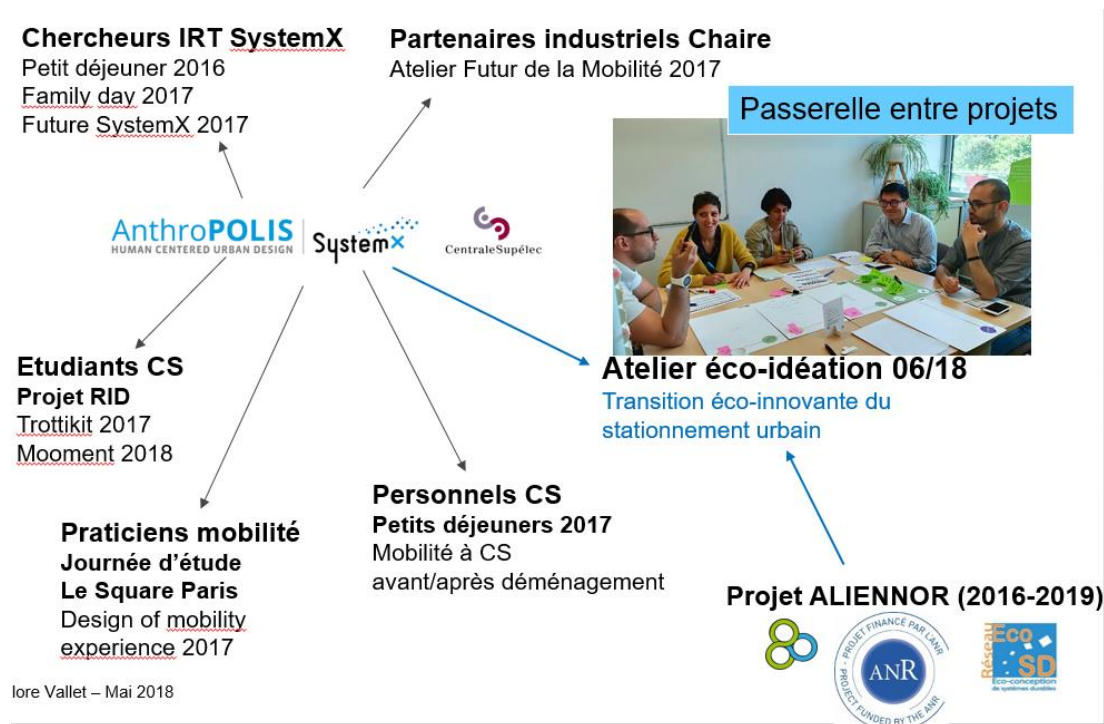 Chercheurs IRT SystemX
Petit déjeuner 2016
Family day 2017
Future SystemX 2017
Partenaires industriels Chaire
Atelier Futur de la Mobilité 2017
Passerelle entre projets
AnthroPOLIS
HUMAN CENTERED URBAN DESIGN
Systemx
CentraleSupélec
Etudiants CS
Projet RID
Trottikit 2017
Mooment 2018
Atelier éco-idéation 06/18
Transition éco-innovante du
stationnement urbain
Praticiens mobilité
Journée d’étude
Le Square Paris
Design of mobility
experience 2017
Personnels CS
Petits déjeuners 2017
Mobilité à CS
avant/après déménagement
Projet ALIENNOR (2016-2019)
PROJET FINANCÉ PAR L'ANR
ANR
PROJECT FUNDED BY THE ANR
Réseau
Eco
SD
Eco-conception
de systèmes durables
lore Vallet – Mai 2018